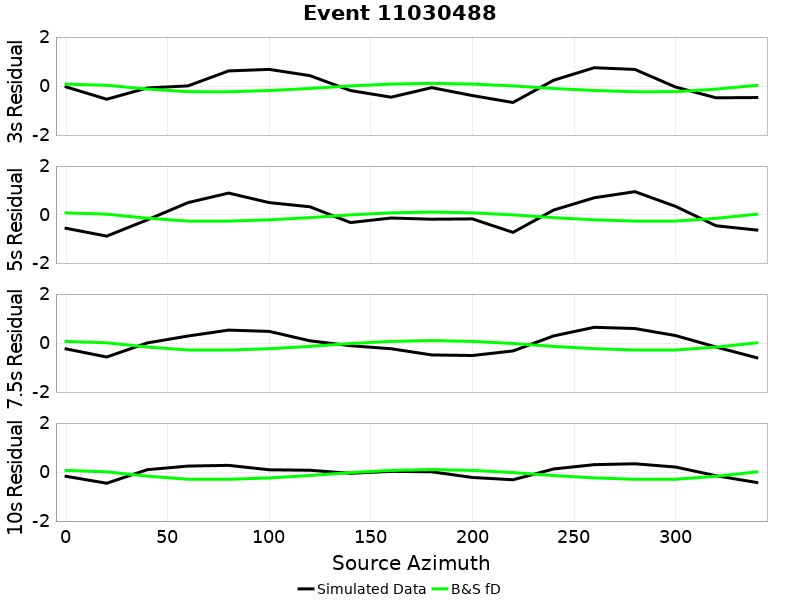 Event 11030488
3s Residual
2
0
-2
5s Residual
2
0
-2
7.5s Residual
2
0
-2
10s Residual
2
0
-2
0 50 100 150 200 250 300
Source Azimuth
Simulated Data B&S fD